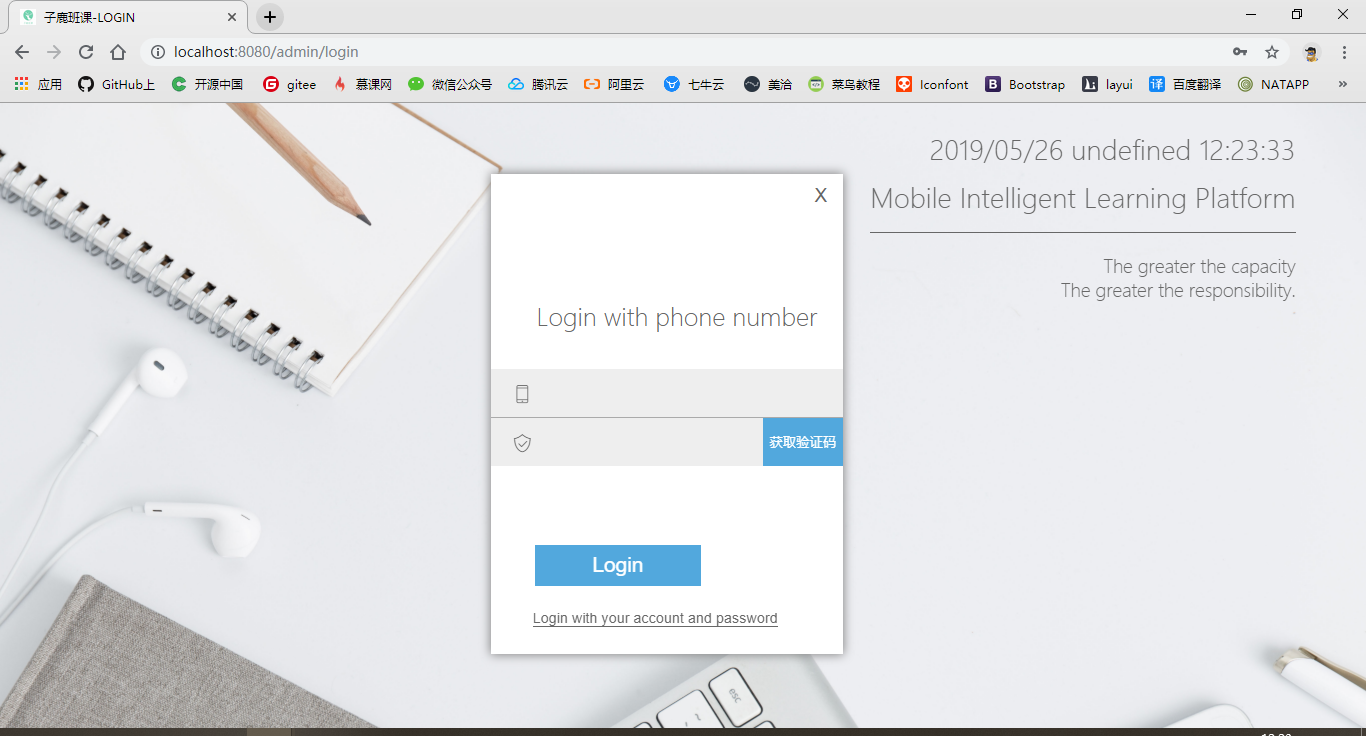 子鹿班课-LOGIN
localhost:8080/admin/login
应用 GitHub上 开源中国 gitee 慕课网 微信公众号 腾讯云 阿里云 七牛云 美洽 菜鸟教程 Iconfont Bootstrap layui 百度翻译 NATAPP »
2019/05/26 undefined 12:23:33
Mobile Intelligent Learning Platform
The greater the capacity
The greater the responsibility.
X
Login with phone number
获取验证码
Login
Login with your account and password
esc